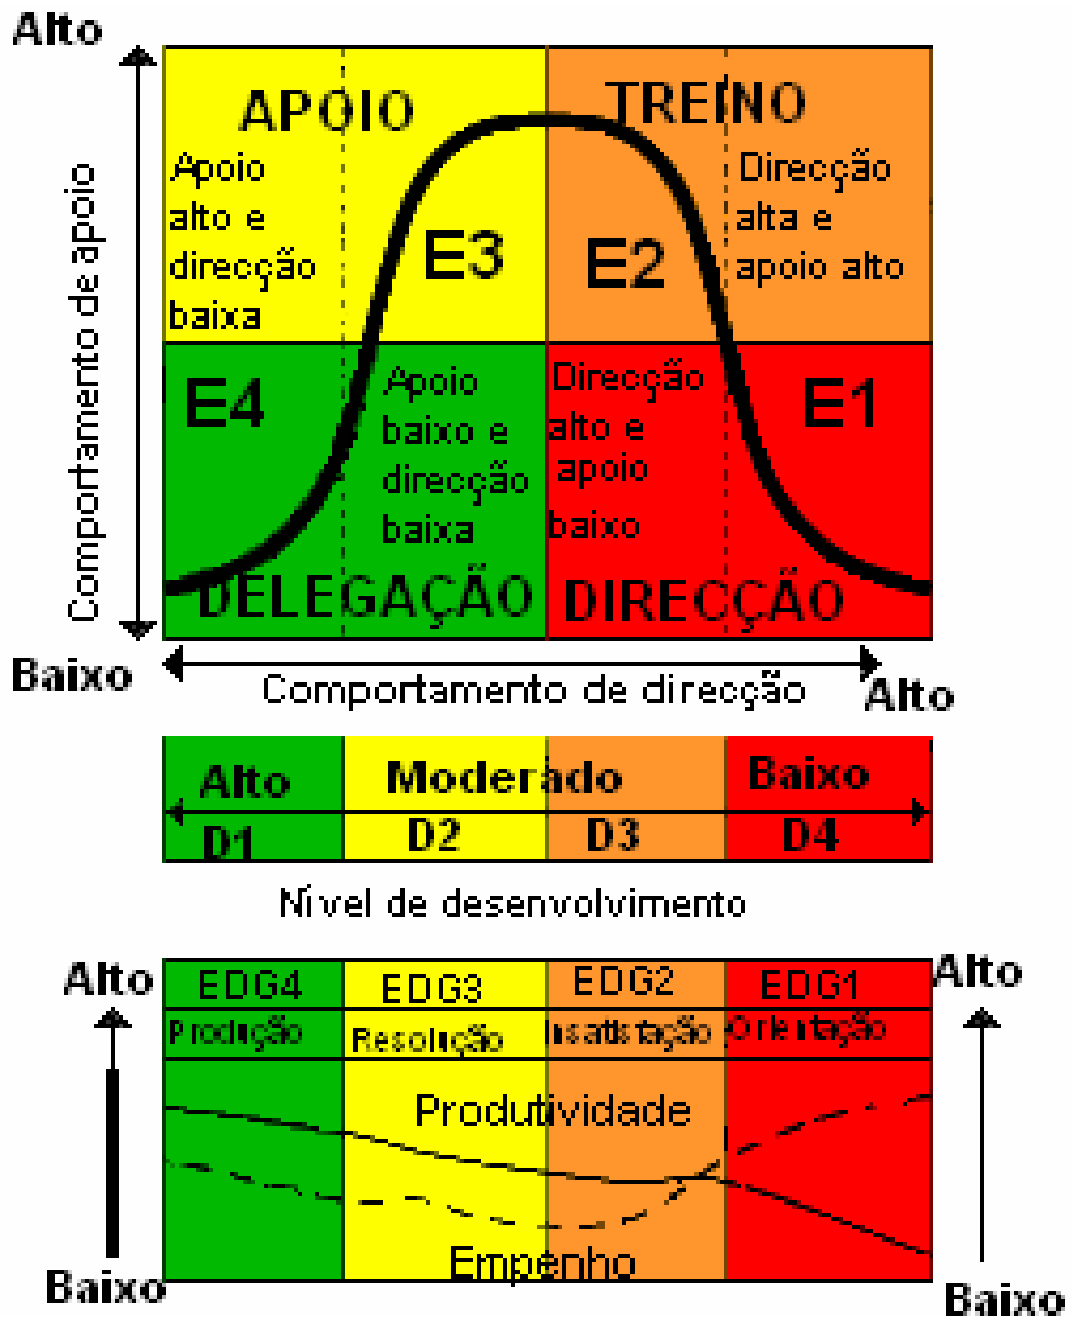 Alto
APOIO
TREINO
Apoio
alto e
direcção
baixa
E3
E2
Direcção
alta e
apoio alto
Comportamento de apoio
E4
Apoio
baixo e
direcção
baixa
Direcção
alto e
apoio
baixo
E1
DELEGAÇÃO
DIRECÇÃO
Baixo
Comportamento de direcção
Alto
Alto
Moderado
Baixo
D1
D2
D3
D4
Nível de desenvolvimento
Alto
EDG4
EDG3
EDG2
EDG1
Alto
Produção
Resolução
Insatistação
Orientação
Produtividade
Empenho
Baixo
Baixo